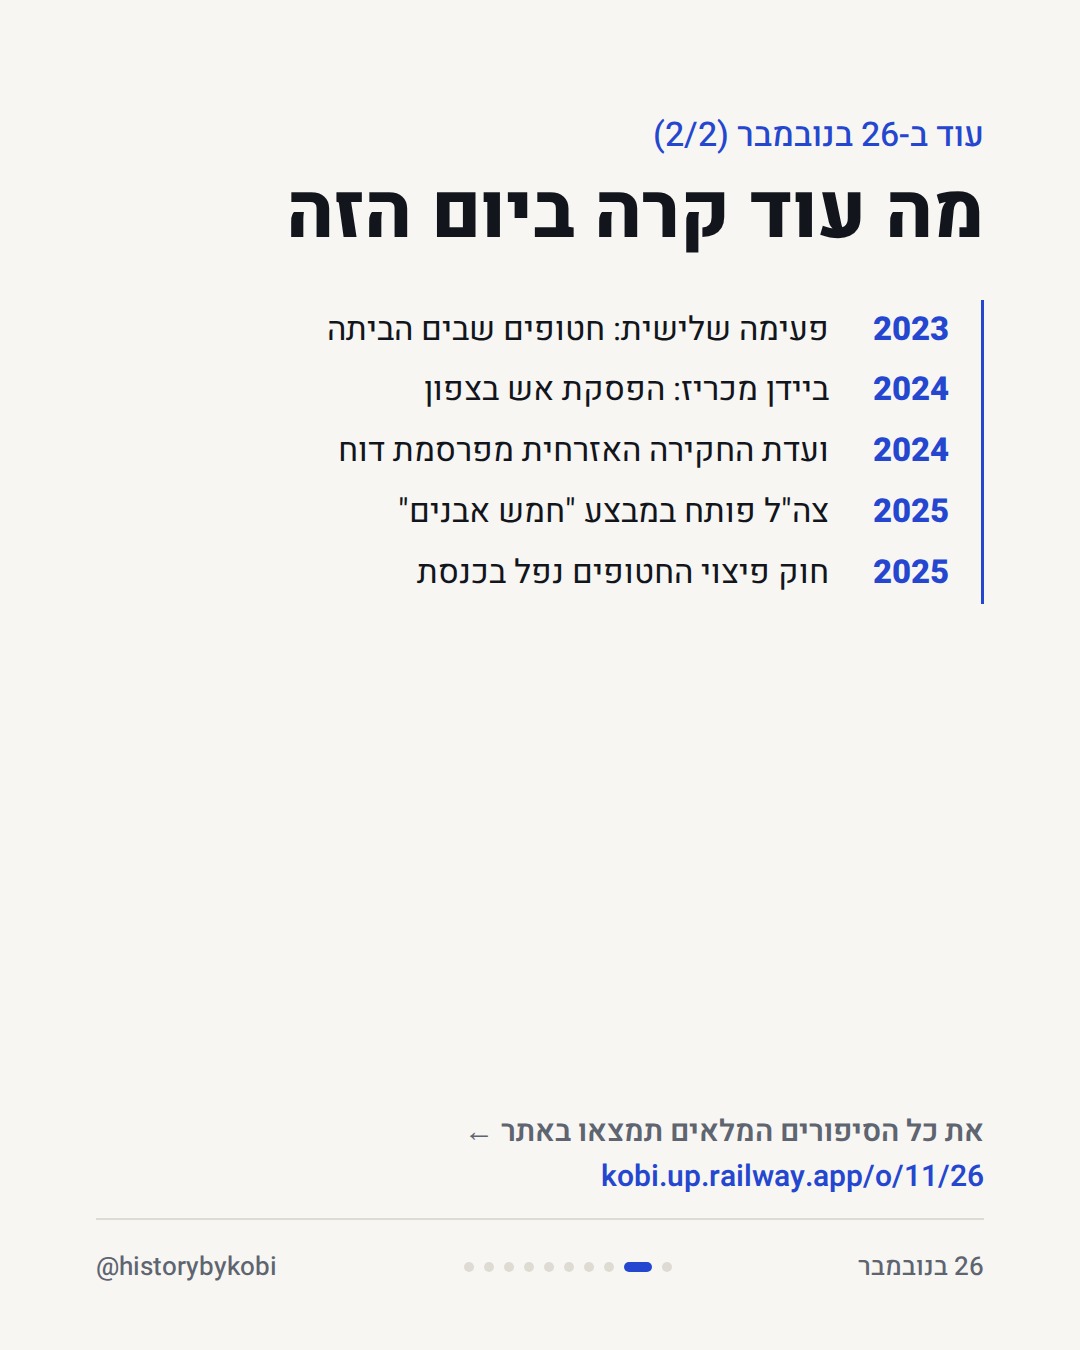 עוד ב-26 בנובמבר (2/2)
מה עוד קרה ביום הזה
2023 פעימה שלישית: חטופים שבים הביתה
2024 ביידן מכריז: הפסקת אש בצפון
2024 ועדת החקירה האזרחית מפרסמת דוח
2025 צה"ל פותח במבצע "חמש אבנים"
2025 חוק פיצוי החטופים נפל בכנסת
את כל הסיפורים המלאים תמצאו באתר ←
kobi.up.railway.app/o/11/26
26 בנובמבר
@historybykobi